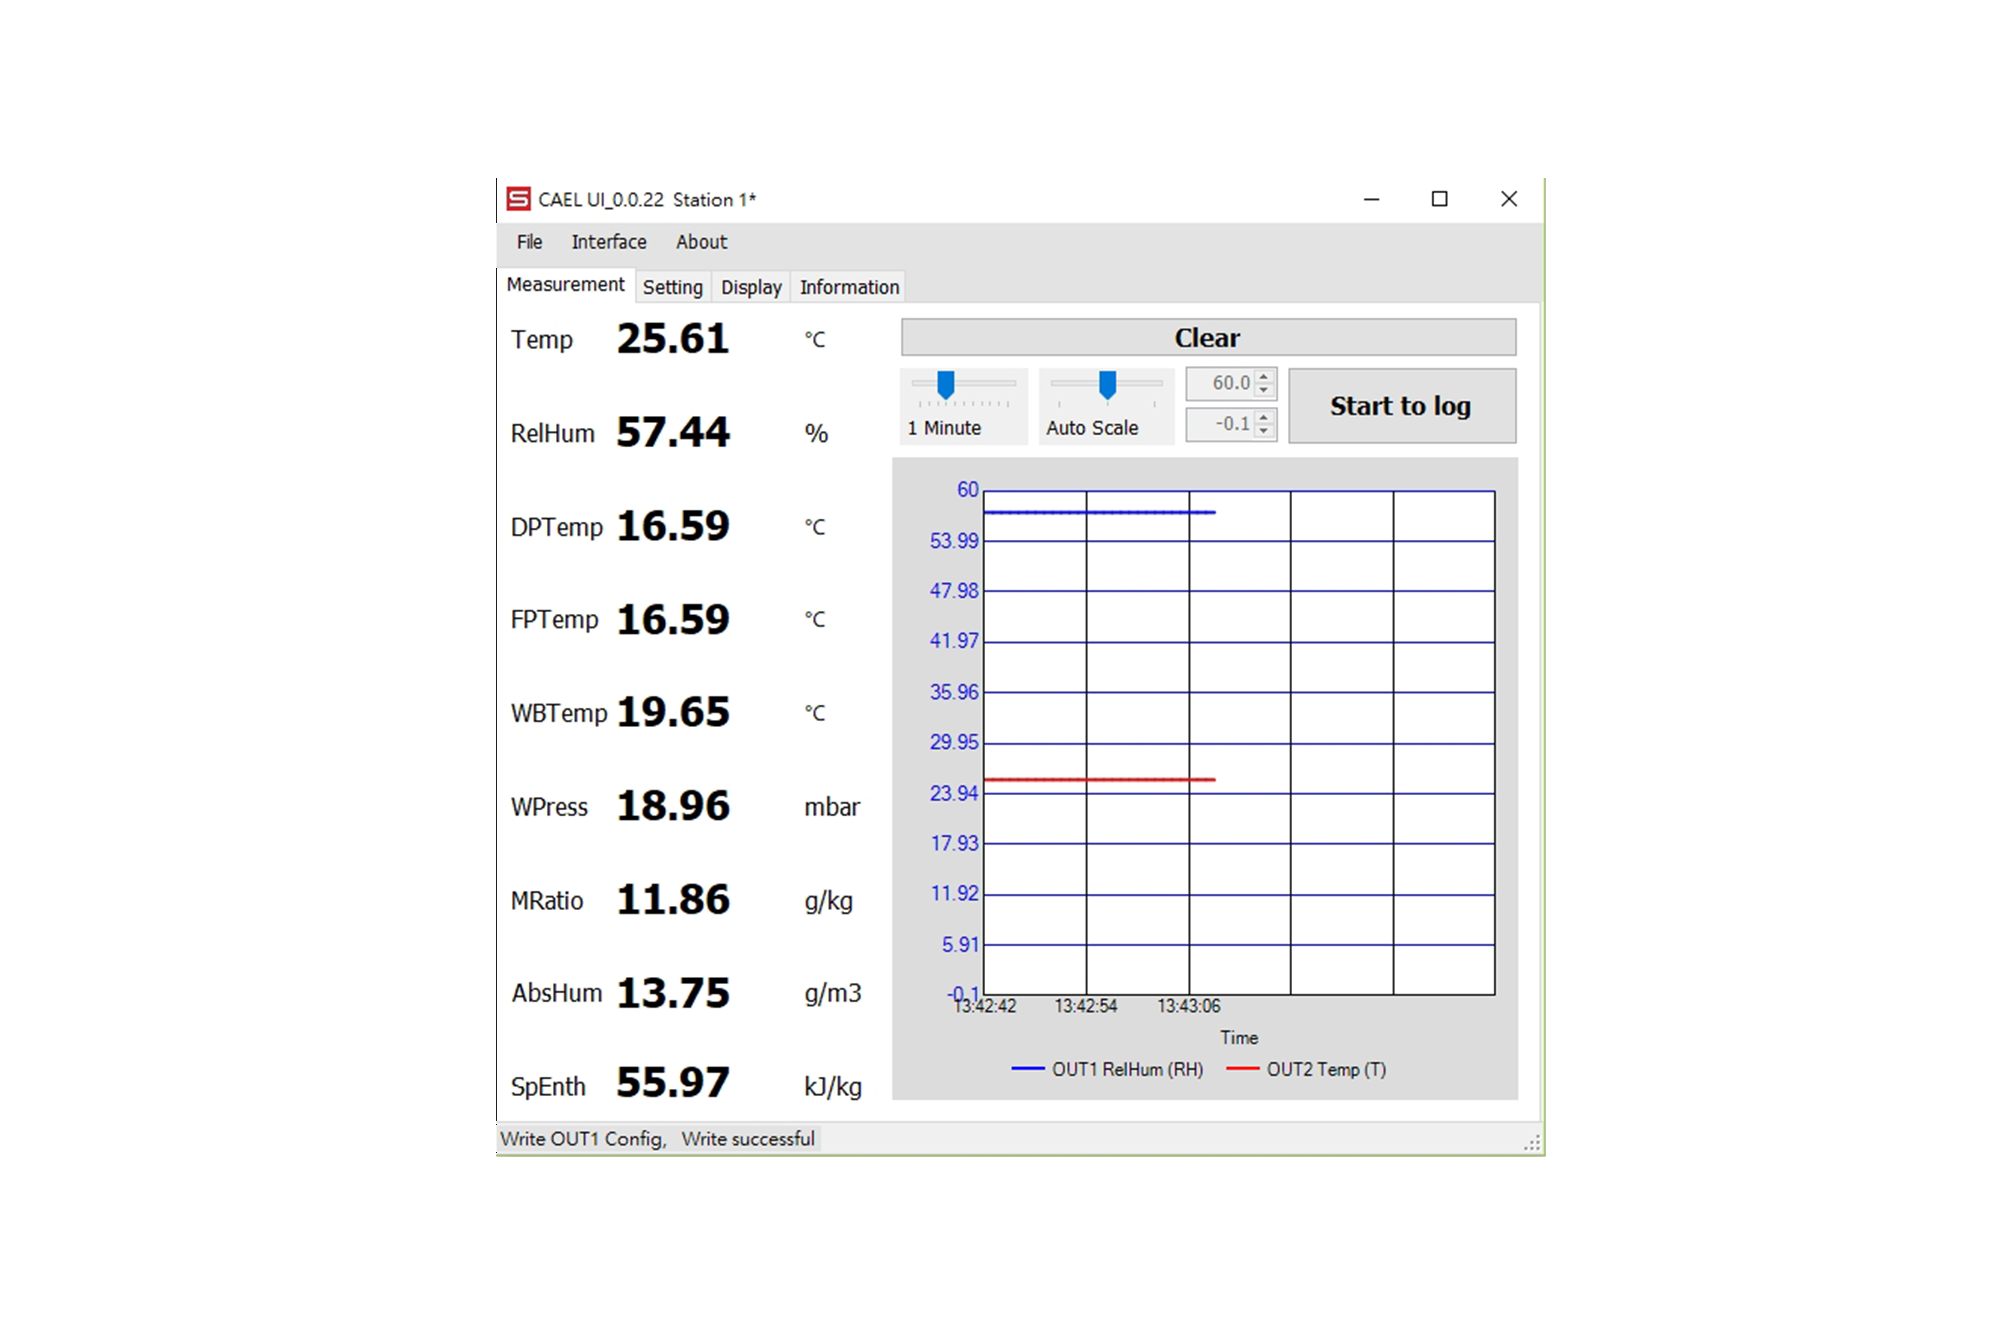 CAEL UI_0.0.22 Station 1*
File Interface About
Measurement Setting Display Information
Temp 25.61 °C
RelHum 57.44 %
DPTemp 16.59 °C
FPTemp 16.59 °C
WBTemp 19.65 °C
WPress 18.96 mbar
MRatio 11.86 g/kg
AbsHum 13.75 g/m3
SpEnth 55.97 kJ/kg
Clear
1 Minute
Auto Scale
60.0
-0.1
Start to log
60
53.99
47.98
41.97
35.96
29.95
23.94
17.93
11.92
5.91
-0.1
13:42:42 13:42:54 13:43:06
Time
OUT1 RelHum (RH) OUT2 Temp (T)
Write OUT1 Config, Write successful